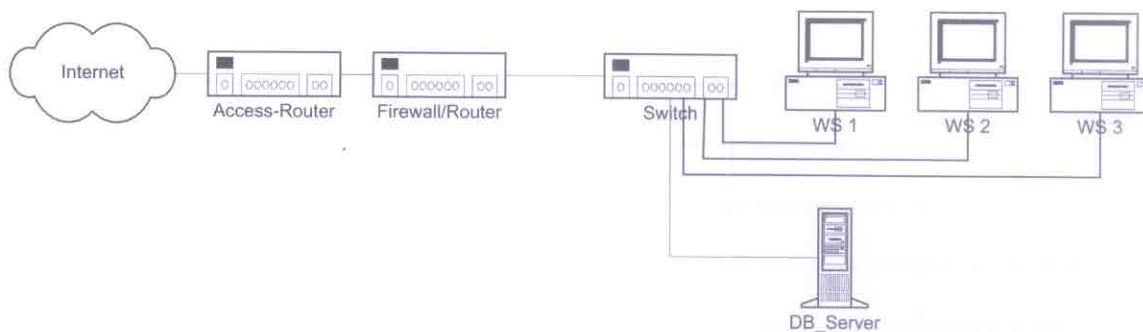 Internet
Access-Router
Firewall/Router
Switch
WS 1
WS 2
WS 3
DB_Server